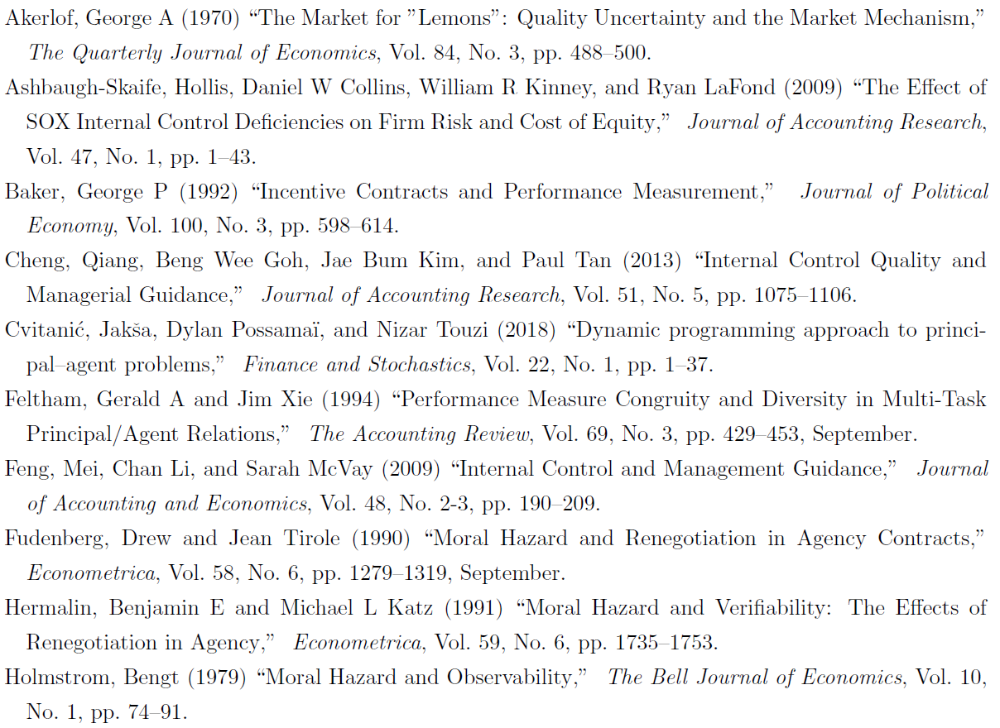 Akerlof, George A (1970) “The Market for ”Lemons”: Quality Uncertainty and the Market Mechanism,”
The Quarterly Journal of Economics, Vol. 84, No. 3, pp. 488–500.
Ashbaugh-Skaife, Hollis, Daniel W Collins, William R Kinney, and Ryan LaFond (2009) “The Effect of
SOX Internal Control Deficiencies on Firm Risk and Cost of Equity,” Journal of Accounting Research,
Vol. 47, No. 1, pp. 1–43.
Baker, George P (1992) “Incentive Contracts and Performance Measurement,” Journal of Political
Economy, Vol. 100, No. 3, pp. 598–614.
Cheng, Qiang, Beng Wee Goh, Jae Bum Kim, and Paul Tan (2013) “Internal Control Quality and
Managerial Guidance,” Journal of Accounting Research, Vol. 51, No. 5, pp. 1075–1106.
Cvitanić, Jakša, Dylan Possamaï, and Nizar Touzi (2018) “Dynamic programming approach to princi-
pal–agent problems,” Finance and Stochastics, Vol. 22, No. 1, pp. 1–37.
Feltham, Gerald A and Jim Xie (1994) “Performance Measure Congruity and Diversity in Multi-Task
Principal/Agent Relations,” The Accounting Review, Vol. 69, No. 3, pp. 429–453, September.
Feng, Mei, Chan Li, and Sarah McVay (2009) “Internal Control and Management Guidance,” Journal
of Accounting and Economics, Vol. 48, No. 2-3, pp. 190–209.
Fudenberg, Drew and Jean Tirole (1990) “Moral Hazard and Renegotiation in Agency Contracts,”
Econometrica, Vol. 58, No. 6, pp. 1279–1319, September.
Hermalin, Benjamin E and Michael L Katz (1991) “Moral Hazard and Verifiability: The Effects of
Renegotiation in Agency,” Econometrica, Vol. 59, No. 6, pp. 1735–1753.
Holmstrom, Bengt (1979) “Moral Hazard and Observability,” The Bell Journal of Economics, Vol. 10,
No. 1, pp. 74–91.